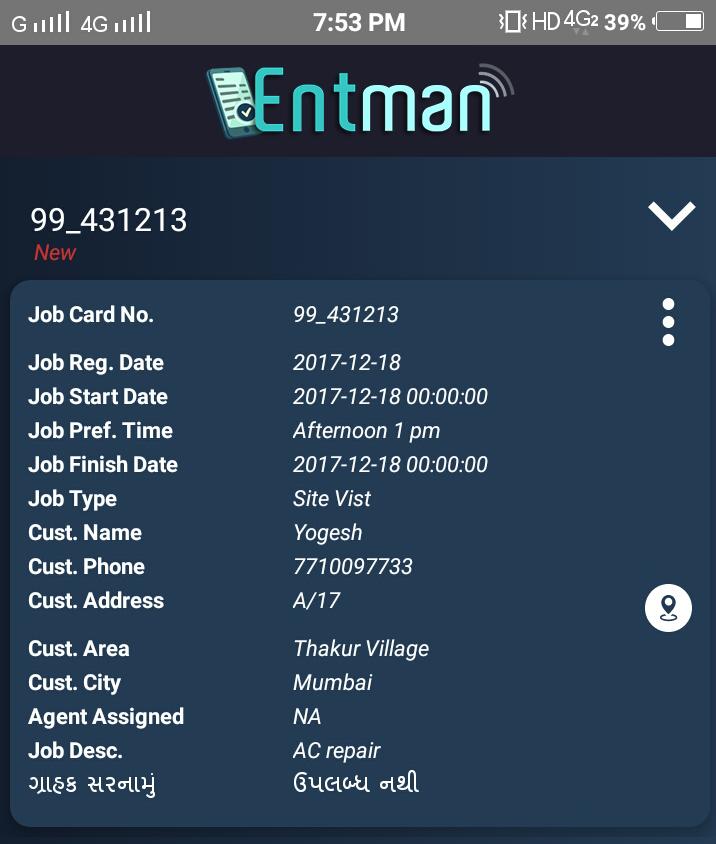 G 4G 7:53 PM HD 4G2 39%
Entman
99_431213
New
Job Card No. 99_431213
Job Reg. Date 2017-12-18
Job Start Date 2017-12-18 00:00:00
Job Pref. Time Afternoon 1 pm
Job Finish Date 2017-12-18 00:00:00
Job Type Site Vist
Cust. Name Yogesh
Cust. Phone 7710097733
Cust. Address A/17
Cust. Area Thakur Village
Cust. City Mumbai
Agent Assigned NA
Job Desc. AC repair
ગ્રાહક સરનામું ઉપલબ્ધ નથી